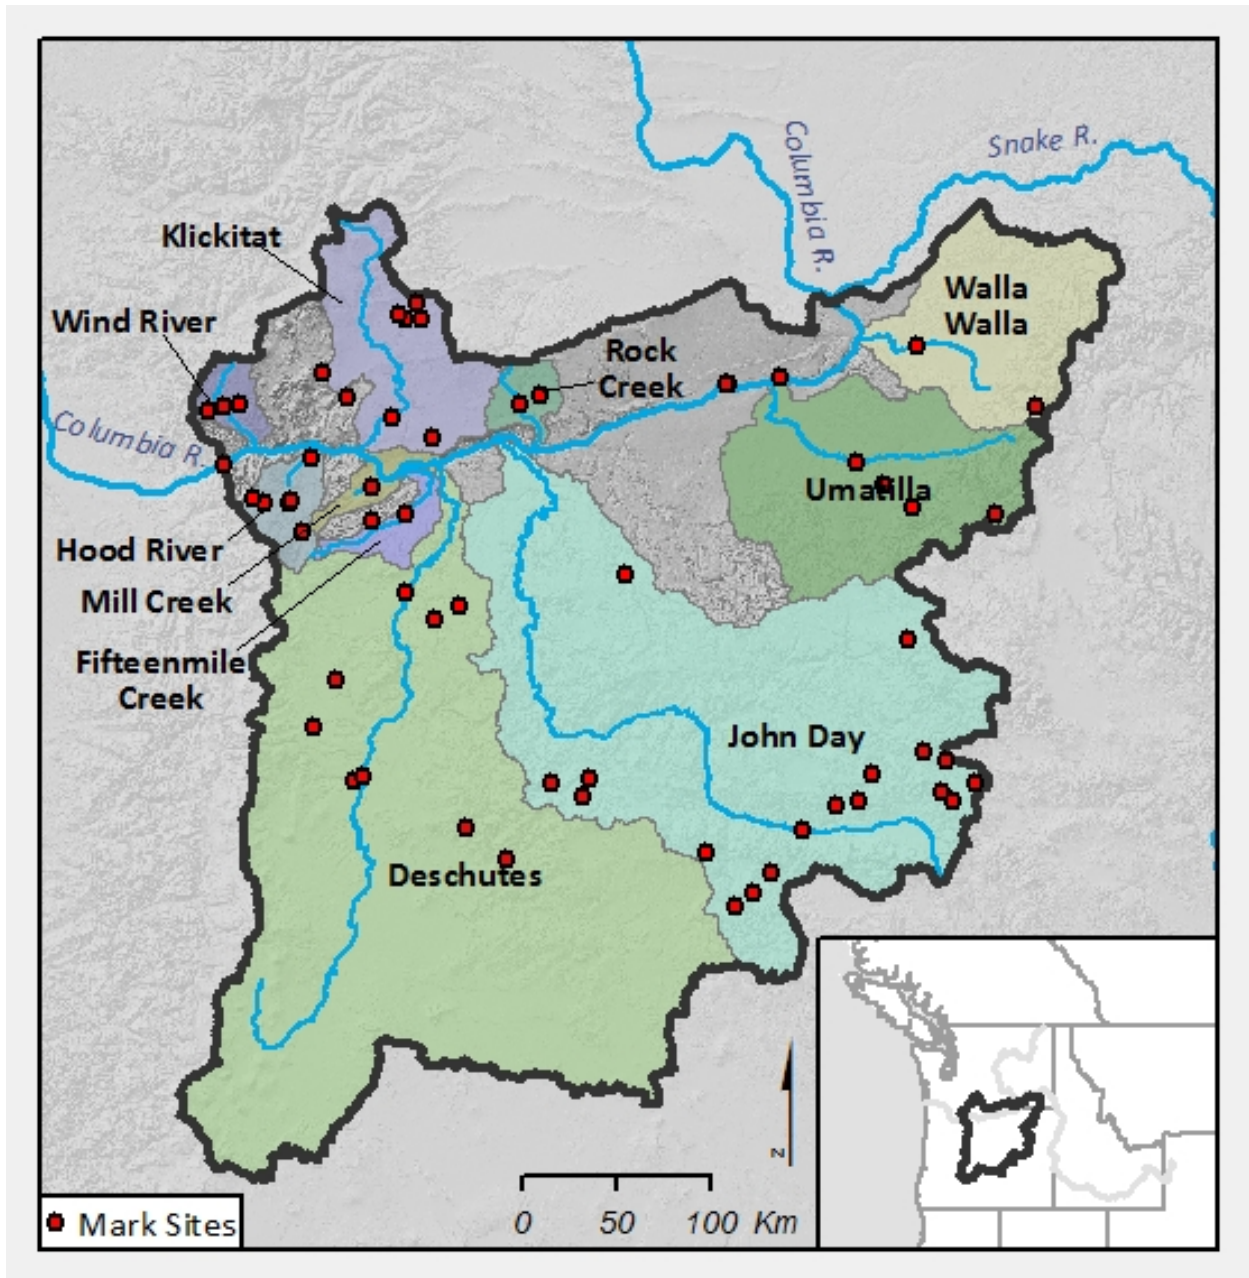 Columbia R.
Snake R.
Klickitat
Walla
Walla
Wind River
Rock
Creek
Columbia R.
Umatilla
Hood River
Mill Creek
Fifteenmile
Creek
John Day
Deschutes
N
Mark Sites
0 50 100 Km